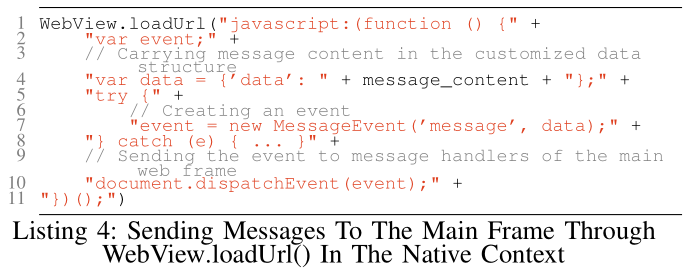 1 WebView.loadUrl("javascript:(function () {" +
2 "var event;" +
3 // Carrying message content in the customized data
structure
4 "var data = {'data': " + message_content + "};" +
5 "try {" +
6 // Creating an event
7 "event = new MessageEvent('message', data);" +
8 "} catch (e) { ... }" +
9 // Sending the event to message handlers of the main
web frame
10 "document.dispatchEvent(event);" +
11 "})();")
Listing 4: Sending Messages To The Main Frame Through
WebView.loadUrl() In The Native Context